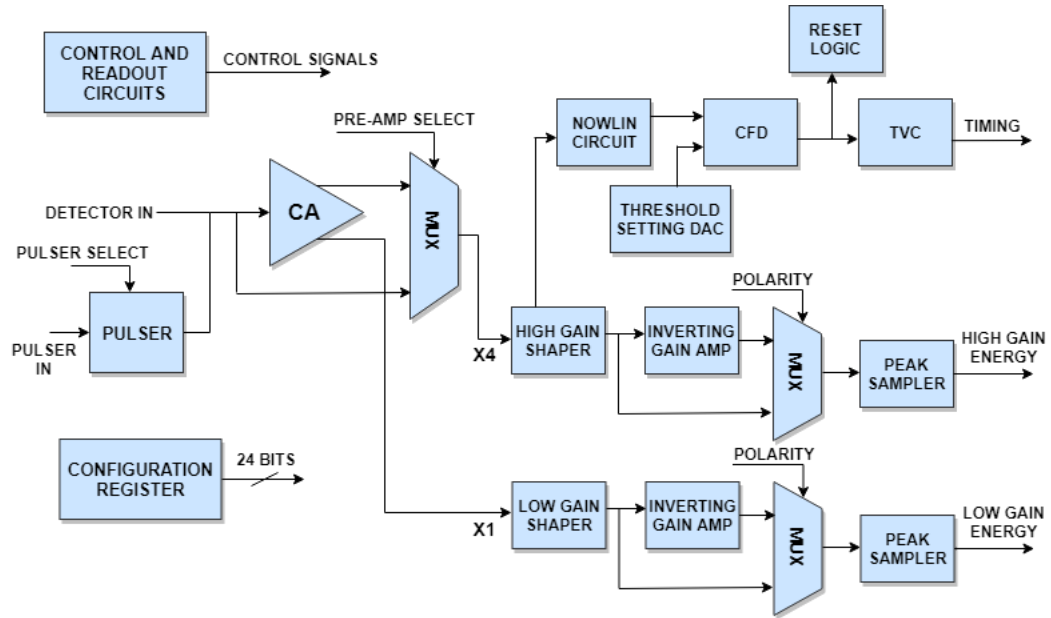 CONTROL AND
READOUT
CIRCUITS
CONTROL SIGNALS
RESET
LOGIC
PRE-AMP SELECT
NOWLIN
CIRCUIT
CFD
TVC
TIMING
THRESHOLD
SETTING DAC
DETECTOR IN
CA
MUX
PULSER SELECT
PULSER
PULSER
IN
X4
HIGH GAIN
SHAPER
INVERTING
GAIN AMP
POLARITY
MUX
PEAK
SAMPLER
HIGH GAIN
ENERGY
CONFIGURATION
REGISTER
24 BITS
X1
LOW GAIN
SHAPER
INVERTING
GAIN AMP
POLARITY
MUX
PEAK
SAMPLER
LOW GAIN
ENERGY